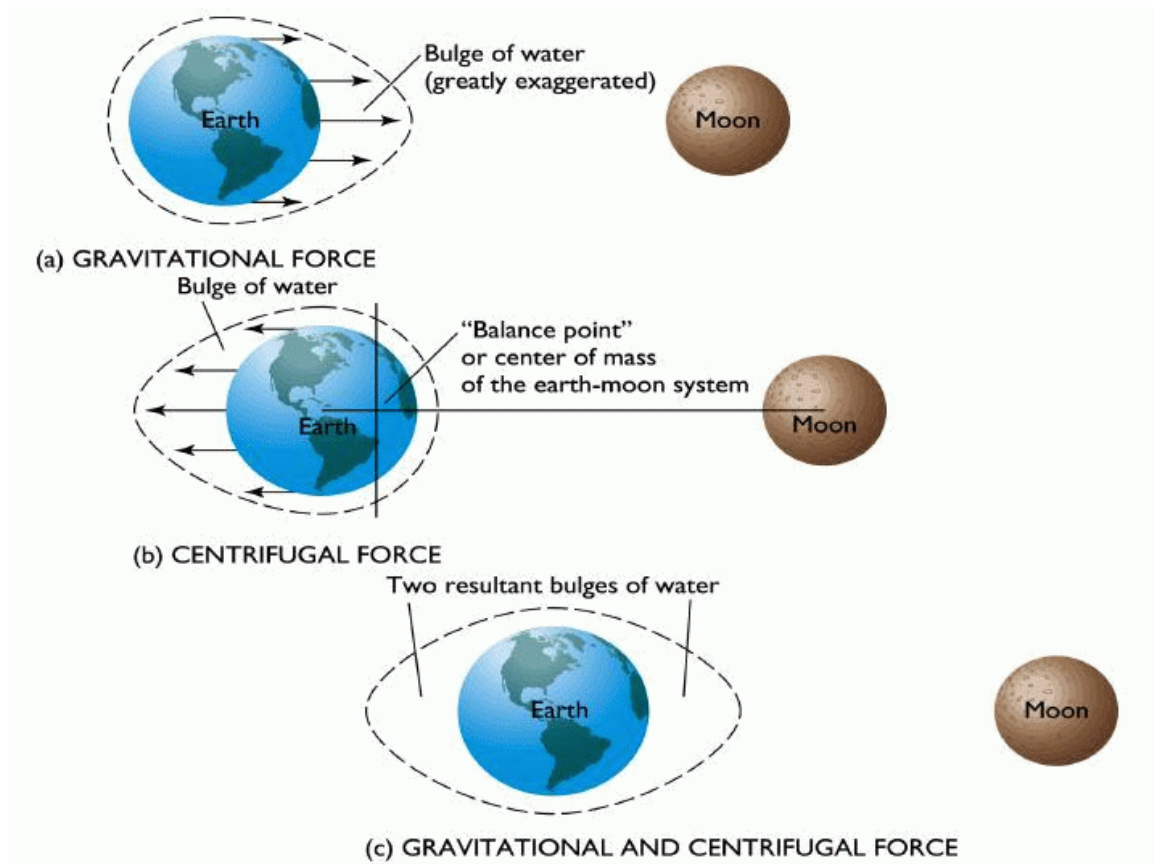 Bulge of water
(greatly exaggerated)
Earth
Moon
(a) GRAVITATIONAL FORCE
Bulge of water
“Balance point”
or center of mass
of the earth-moon system
Earth
Moon
(b) CENTRIFUGAL FORCE
Two resultant bulges of water
Earth
Moon
(c) GRAVITATIONAL AND CENTRIFUGAL FORCE